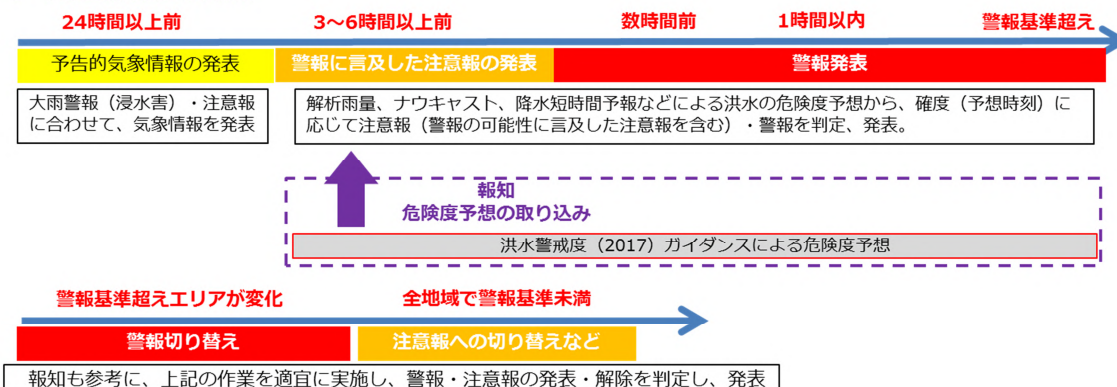 24時間以上前 3～6時間以上前 数時間前 1時間以内 警報基準超え
予告的気象情報の発表 警報に言及した注意報の発表 警報発表
大雨警報（浸水害）・注意報
に合わせて、気象情報を発表
解析雨量、ナウキャスト、降水短時間予報などによる洪水の危険度予想から、確度（予想時刻）に
応じて注意報（警報の可能性に言及した注意報を含む）・警報を判定、発表。
報知
危険度予想の取り込み
洪水警戒度（2017）ガイダンスによる危険度予想
警報基準超えエリアが変化 全地域で警報基準未満
警報切り替え 注意報への切り替えなど
報知も参考に、上記の作業を適宜に実施し、警報・注意報の発表・解除を判定し、発表